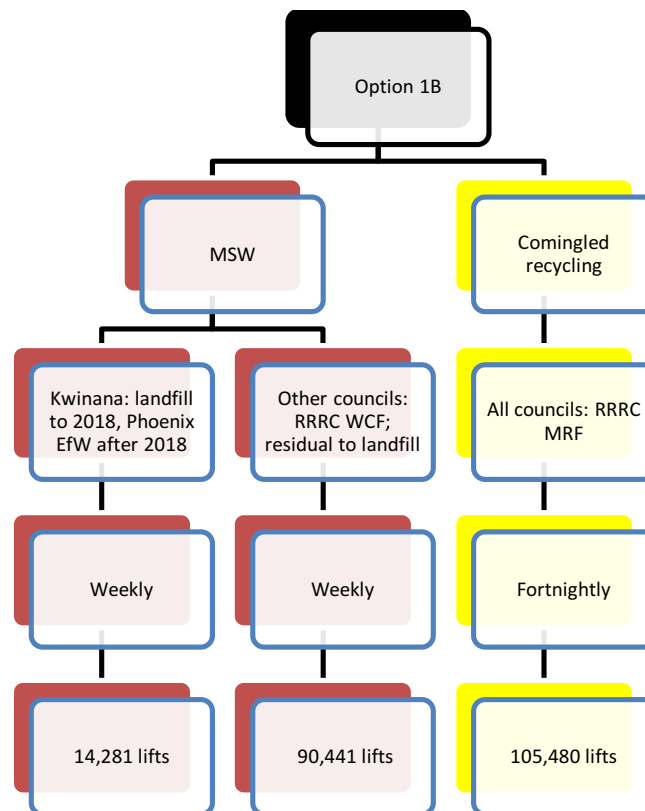 Option 1B
MSW
Comingled
recycling
Kwinana: landfill
to 2018, Phoenix
EfW after 2018
Other councils:
RRRC WCF;
residual to landfill
All councils: RRRC
MRF
Weekly
Weekly
Fortnightly
14,281 lifts
90,441 lifts
105,480 lifts